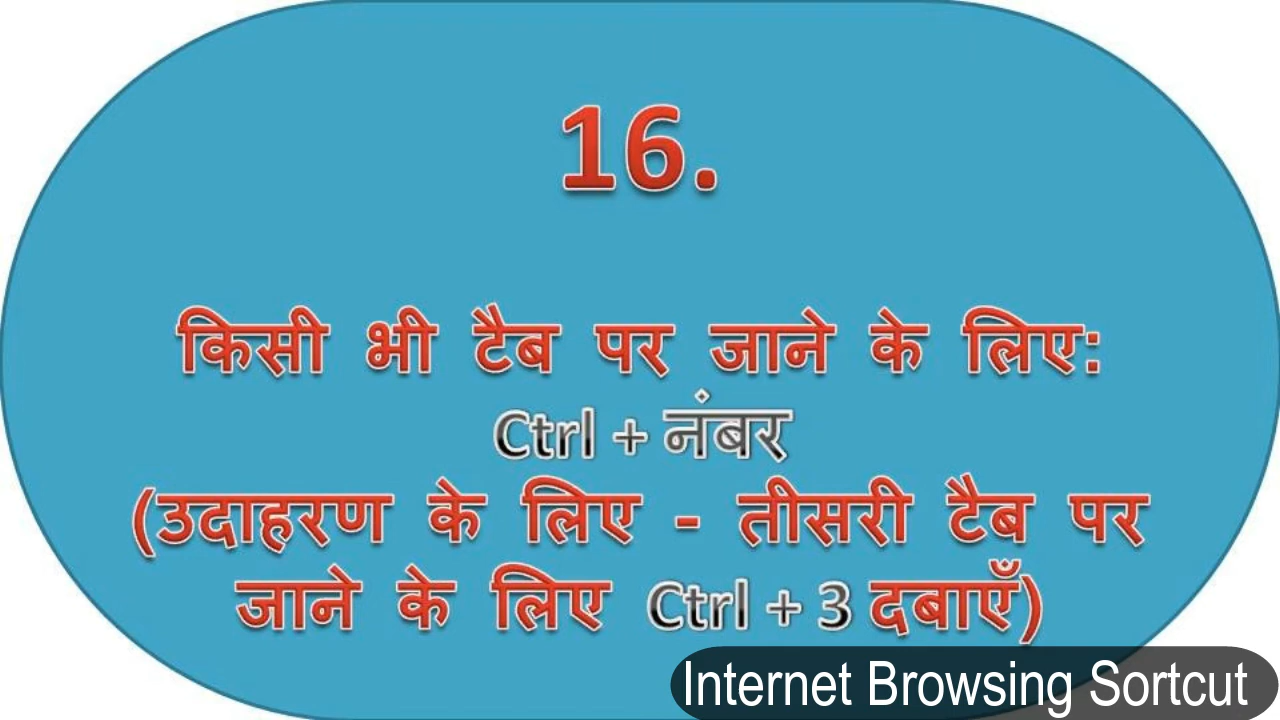 16.
किसी भी टैब पर जाने के लिए:
Ctrl + नंबर
(उदाहरण के लिए - तीसरी टैब पर
जाने के लिए Ctrl + 3 दबाएँ)
Internet Browsing Sortcut